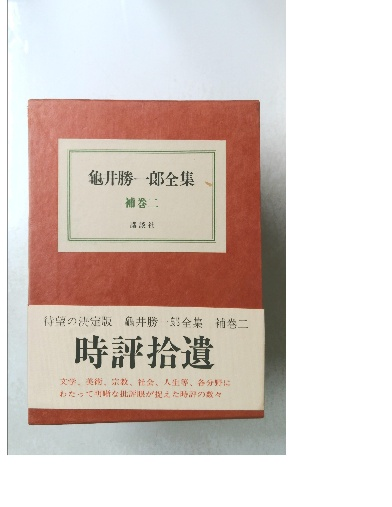 亀井勝一郎全集
補巻二
講談社
待望の決定版 亀井勝一郎全集 補巻二
時評拾遺
文学、美術、宗教、社会、人生等、各分野に
わたって明晰な批評眼が捉えた時評の数々